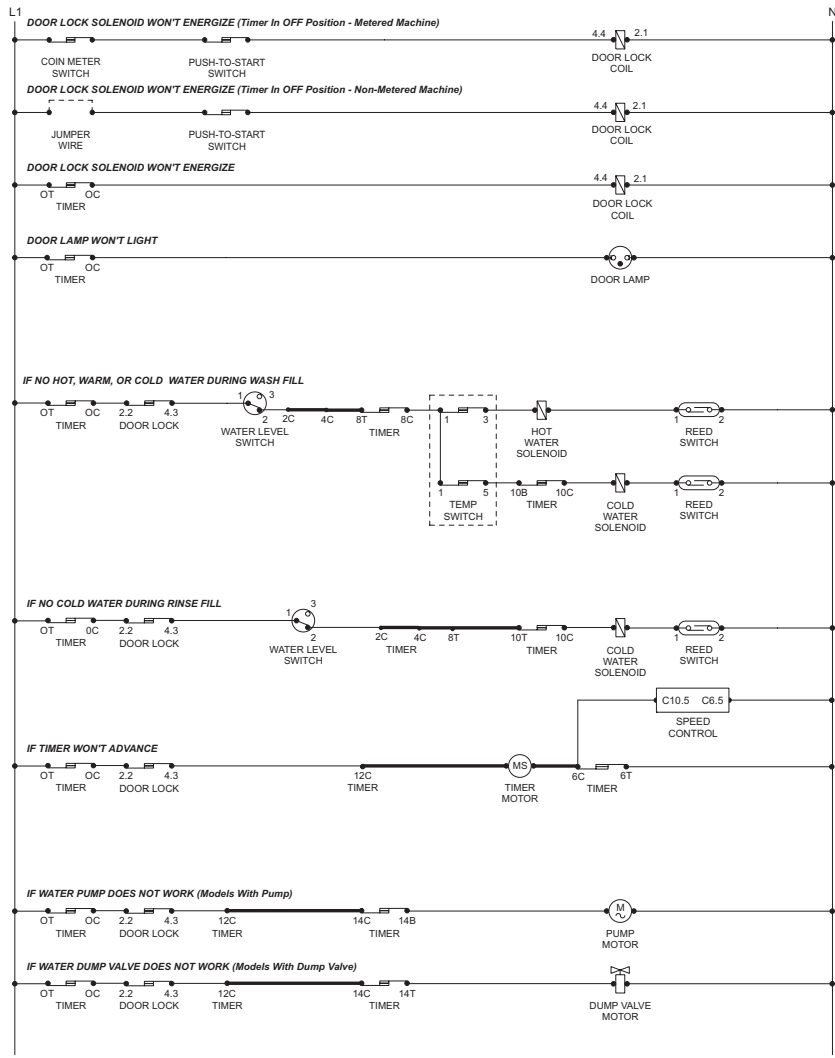 L1
N
DOOR LOCK SOLENOID WON'T ENERGIZE (Timer In OFF Position - Metered Machine)
4.4 2.1
COIN METER
SWITCH
PUSH-TO-START
SWITCH
DOOR LOCK
COIL
DOOR LOCK SOLENOID WON'T ENERGIZE (Timer In OFF Position - Non-Metered Machine)
4.4 2.1
JUMPER
WIRE
PUSH-TO-START
SWITCH
DOOR LOCK
COIL
DOOR LOCK SOLENOID WON'T ENERGIZE
4.4 2.1
OT OC
TIMER
DOOR LOCK
COIL
DOOR LAMP WON'T LIGHT
OT OC
TIMER
DOOR LAMP
IF NO HOT, WARM, OR COLD WATER DURING WASH FILL
1 3
2
OT OC 2.2 4.3 2C 4C 8T 8C 1 3 1 2
TIMER DOOR LOCK
WATER LEVEL
SWITCH
TIMER
HOT
WATER
SOLENOID
REED
SWITCH
1 5 10B 10C 1 2
TEMP
SWITCH
TIMER
COLD
WATER
SOLENOID
REED
SWITCH
IF NO COLD WATER DURING RINSE FILL
1 3
2
OT 0C 2.2 4.3 2C 4C 8T 10T 10C 1 2
TIMER DOOR LOCK
WATER LEVEL
SWITCH
TIMER
TIMER
COLD
WATER
SOLENOID
REED
SWITCH
C10.5 C6.5
SPEED
CONTROL
IF TIMER WON'T ADVANCE
MS
OT OC 2.2 4.3 12C 6C 6T
TIMER DOOR LOCK
TIMER
TIMER
MOTOR
TIMER
IF WATER PUMP DOES NOT WORK (Models With Pump)
M
OT OC 2.2 4.3 12C 14C 14B
TIMER DOOR LOCK TIMER TIMER
PUMP
MOTOR
IF WATER DUMP VALVE DOES NOT WORK (Models With Dump Valve)
OT OC 2.2 4.3 12C 14C 14T
TIMER DOOR LOCK TIMER TIMER
DUMP VALVE
MOTOR